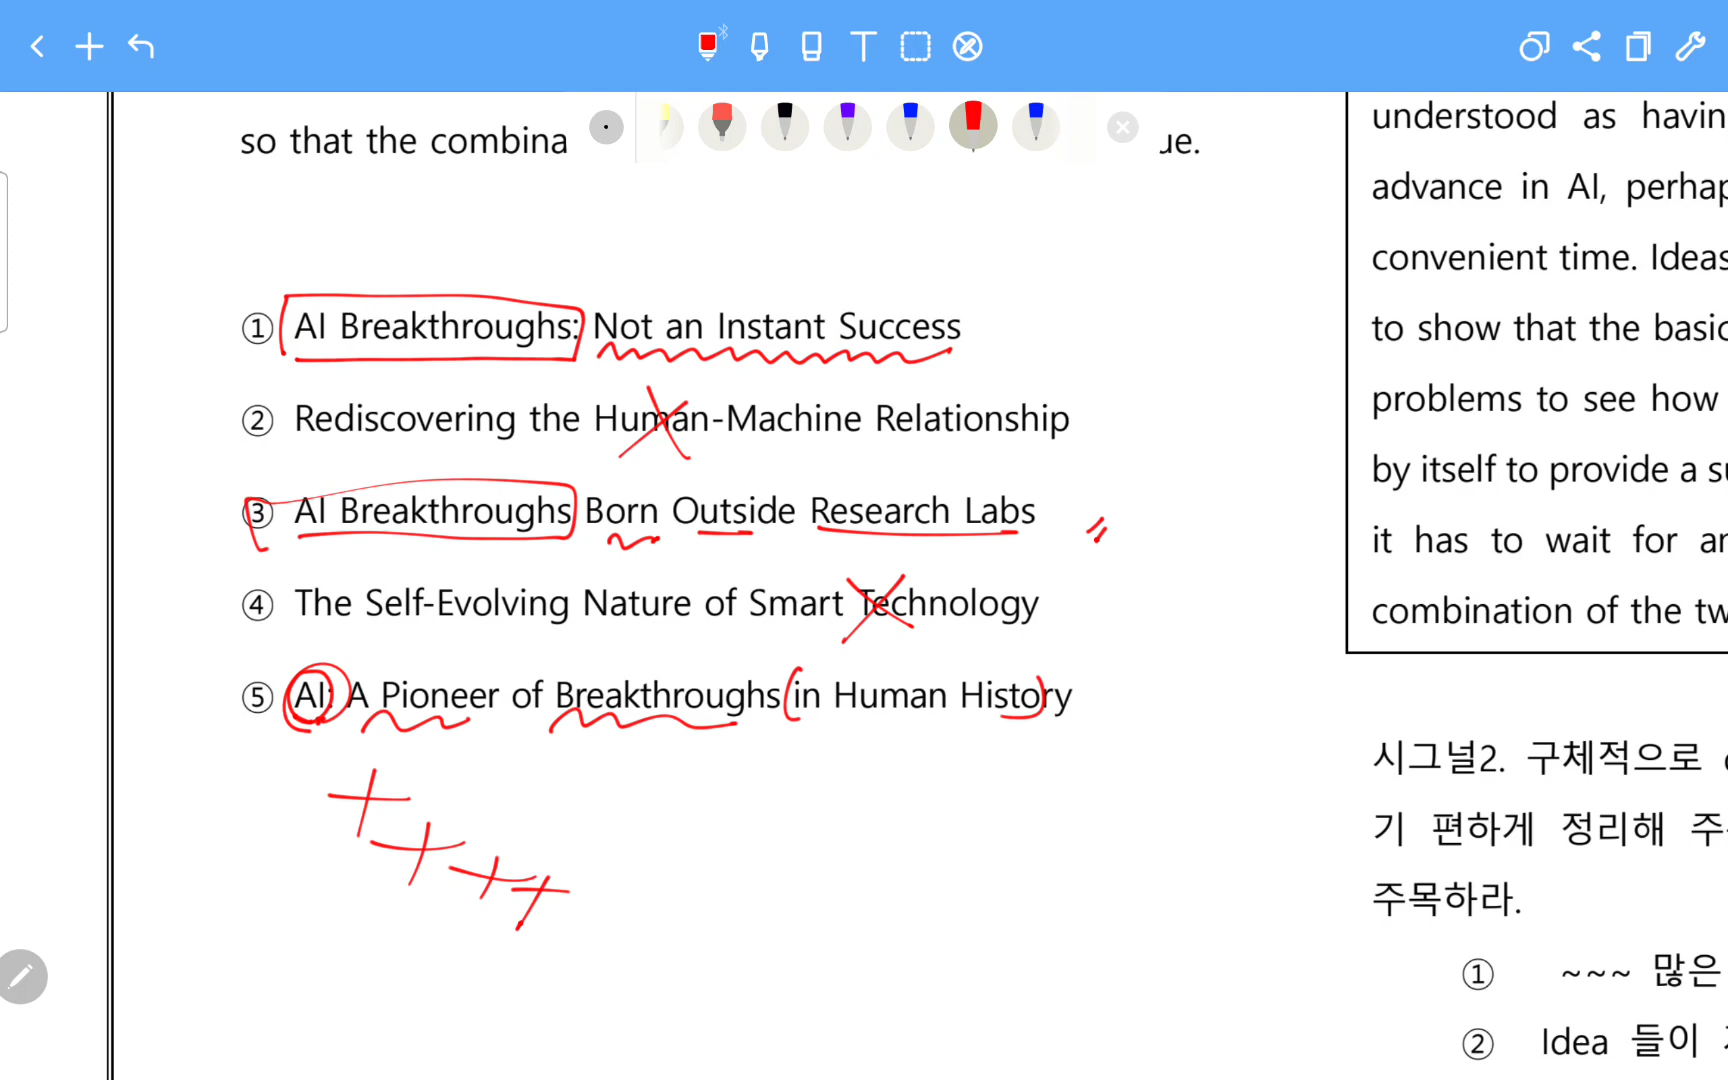 so that the combina
① AI Breakthroughs: Not an Instant Success
② Rediscovering the Human-Machine Relationship
③ AI Breakthroughs Born Outside Research Labs
④ The Self-Evolving Nature of Smart Technology
⑤ AI: A Pioneer of Breakthroughs in Human History
understood as havin
advance in AI, perhap
convenient time. Ideas
to show that the basic
problems to see how
by itself to provide a su
it has to wait for an
combination of the tw
시그널2. 구체적으로
기 편하게 정리해 주
주목하라.
① ~~~ 많은
② Idea 들이